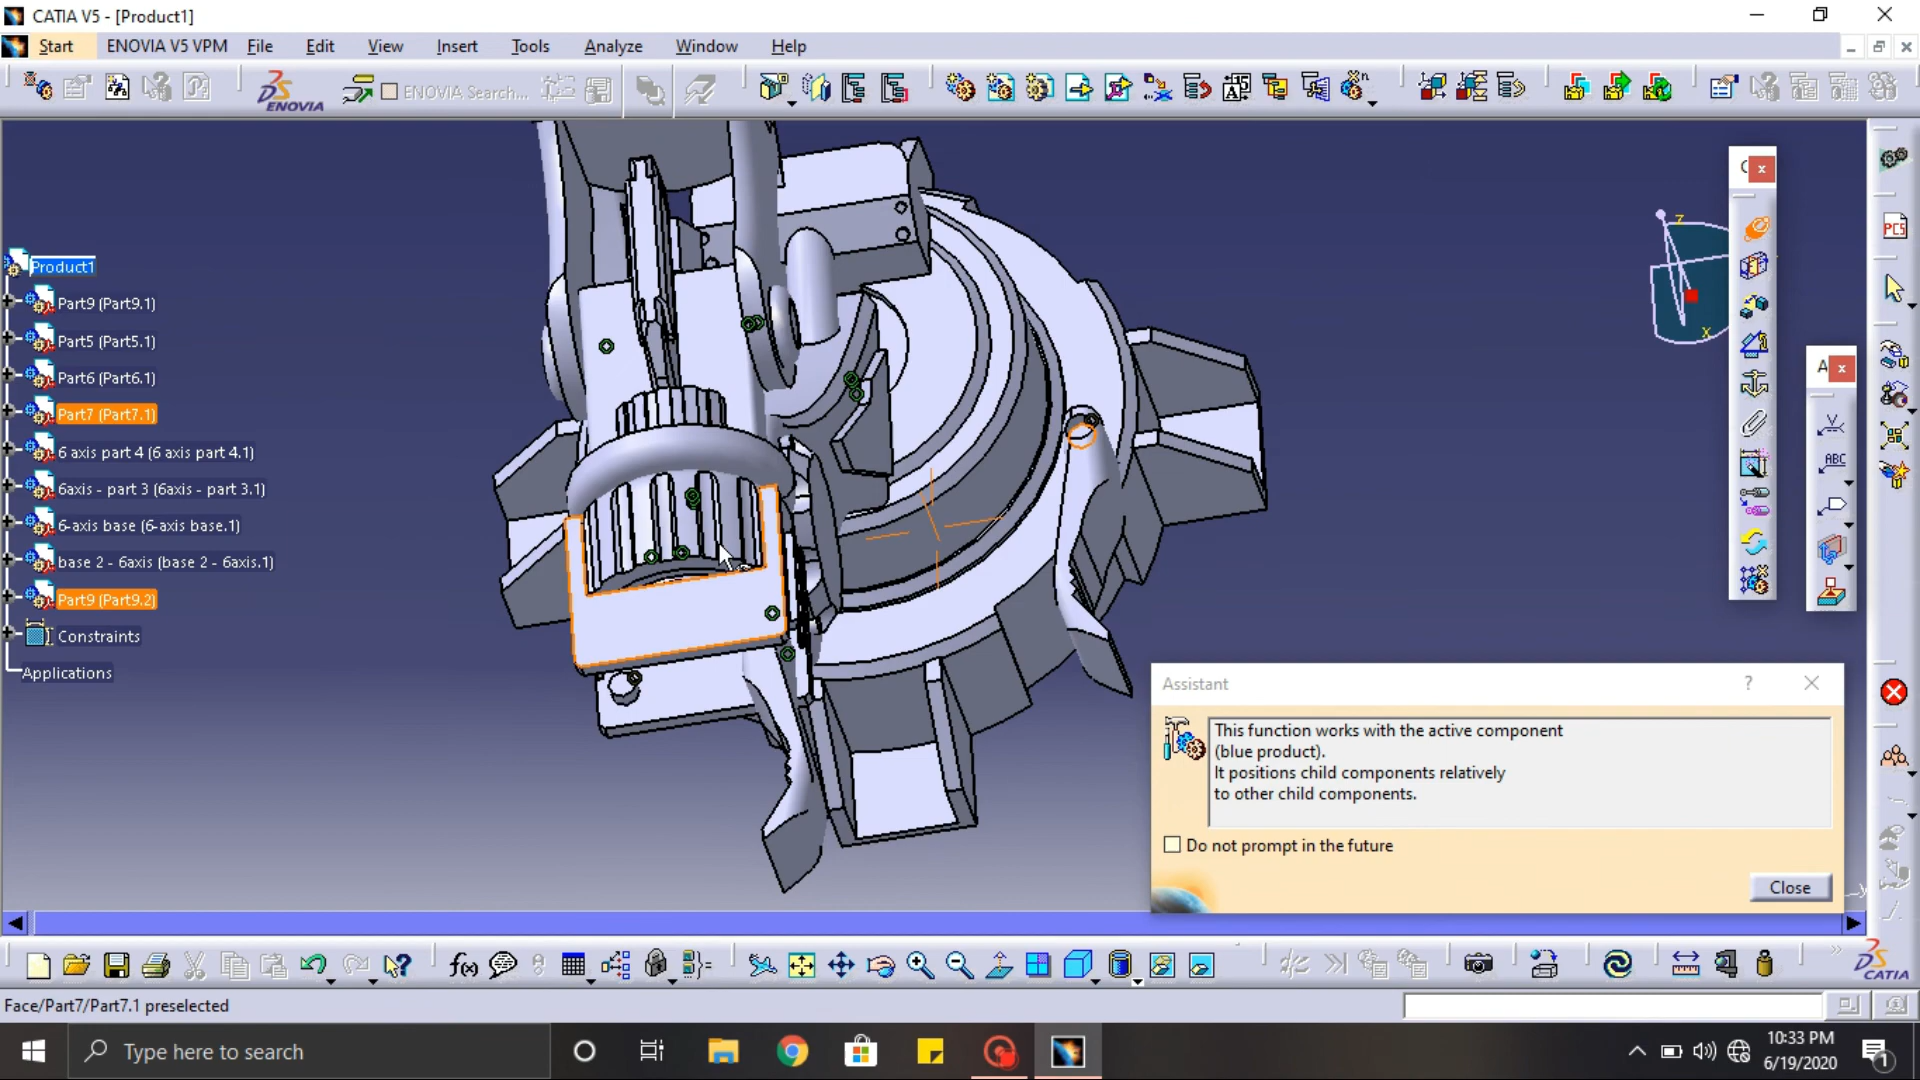 CATIA V5 - [Product1]
Start ENOVIA V5 VPM File Edit View Insert Tools Analyze Window Help
ENOVIA
ENOVIA Search...
z
x
PCS
A
ABC
Product1
Part9 (Part9.1)
Part5 (Part5.1)
Part6 (Part6.1)
Part7 (Part7.1)
6 axis part 4 (6 axis part 4.1)
6axis - part 3 (6axis - part 3.1)
6-axis base (6-axis base.1)
base 2 - 6axis (base 2 - 6axis.1)
Part9 (Part9.2)
Constraints
Applications
Assistant
?
This function works with the active component
(blue product).
It positions child components relatively
to other child components.
Do not prompt in the future
Close
f(x)
CATIA
Face/Part7/Part7.1 preselected
Type here to search
10:33 PM
6/19/2020
1